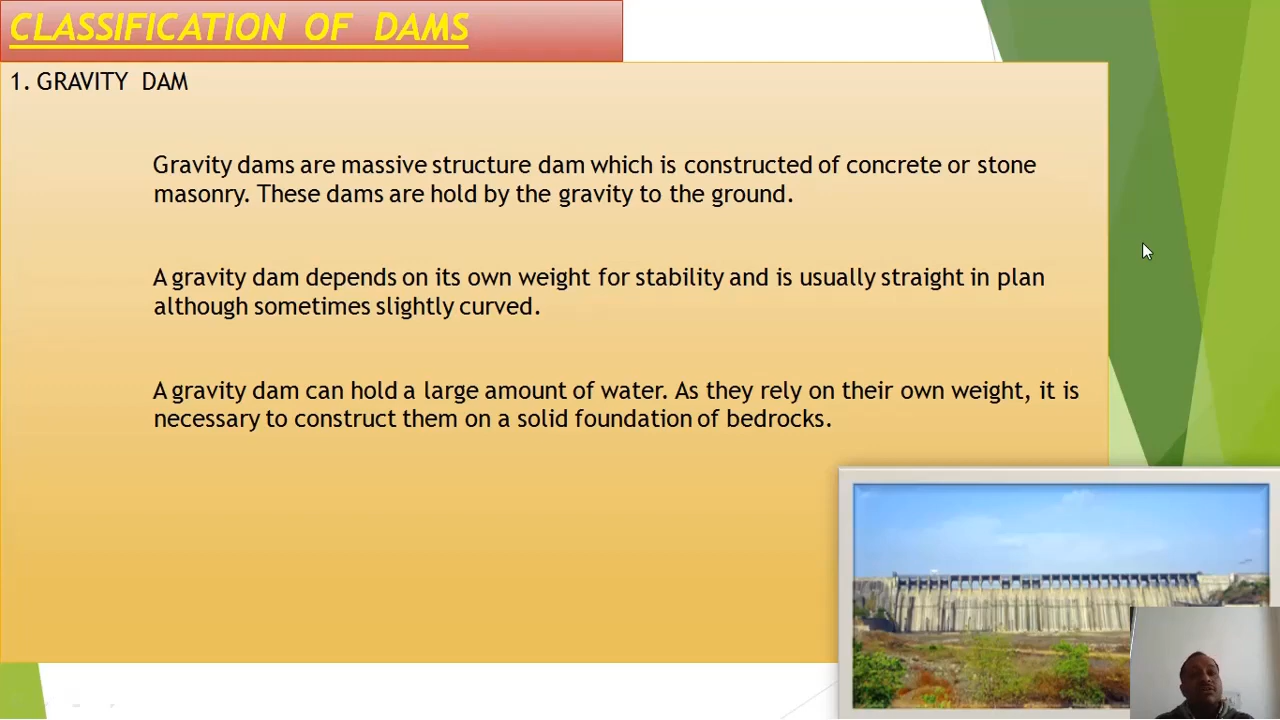 CLASSIFICATION OF DAMS
1. GRAVITY DAM
Gravity dams are massive structure dam which is constructed of concrete or stone
masonry. These dams are hold by the gravity to the ground.
A gravity dam depends on its own weight for stability and is usually straight in plan
although sometimes slightly curved.
A gravity dam can hold a large amount of water. As they rely on their own weight, it is
necessary to construct them on a solid foundation of bedrocks.